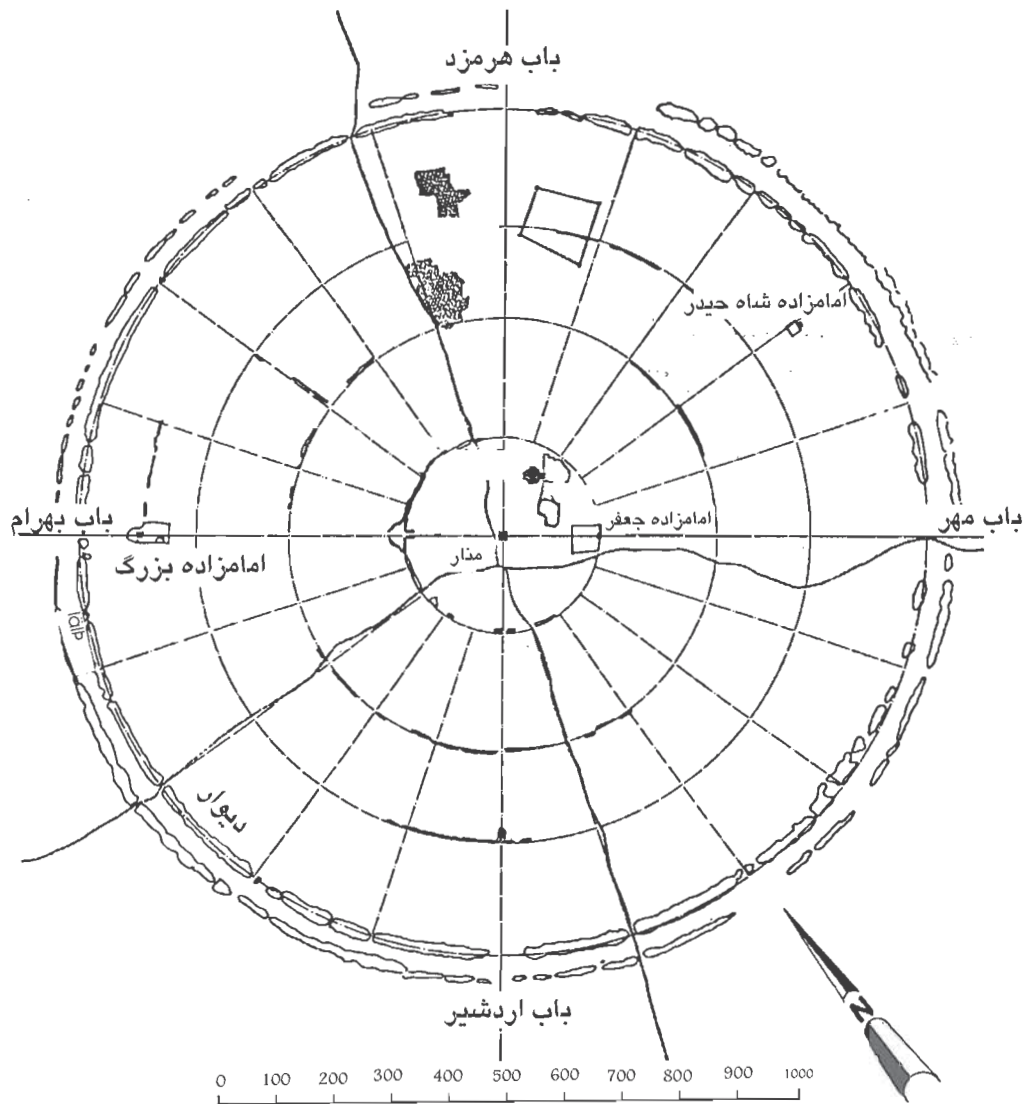 باب هرمزد
امامزاده شاه حیدر
باب بهرام
امامزاده جعفر
باب مهر
منار
امامزاده بزرگ
دیوار
باب اردشیر
N
0 100 200 300 400 500 600 700 800 900 1000